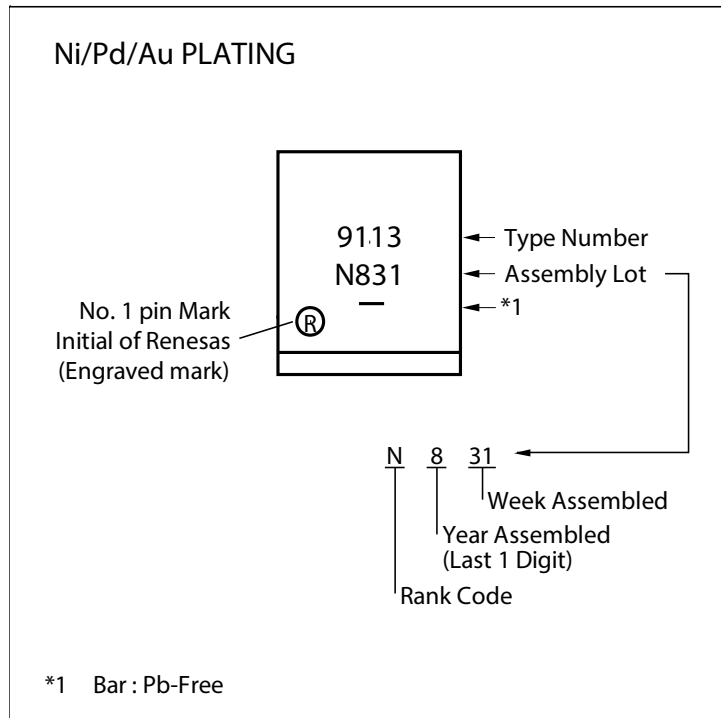 Ni/Pd/Au PLATING
9113
Type Number
N831
Assembly Lot
*1
No. 1 pin Mark
Initial of Renesas
(Engraved mark)
R
N 8 31
Week Assembled
Year Assembled
(Last 1 Digit)
Rank Code
*1 Bar : Pb-Free